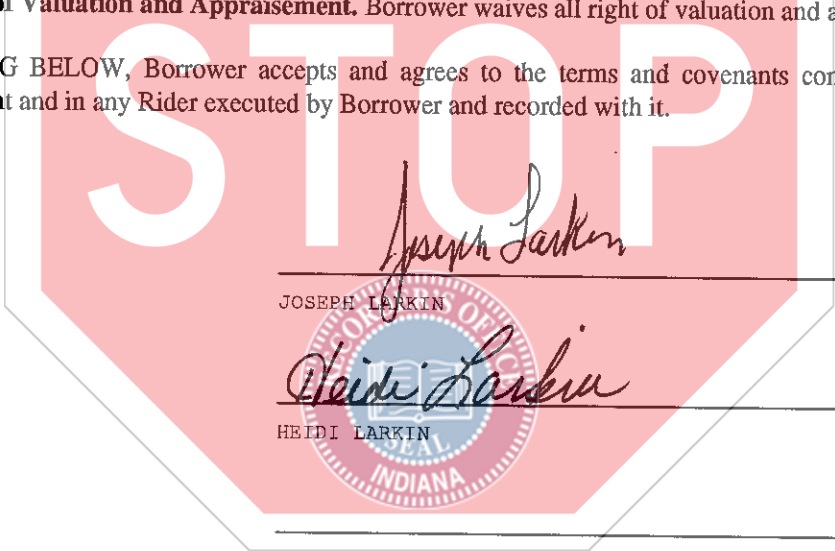 Valuation and Appraisement. Borrower waives all right of valuation and a
G BELOW, Borrower accepts and agrees to the terms and covenants con
t and in any Rider executed by Borrower and recorded with it.
STOP
Joseph Larkin
JOSEPH LARKIN
RECORDER'S OFFICE
Heidi Larkin
HEIDI LARKIN
SEAL
INDIANA